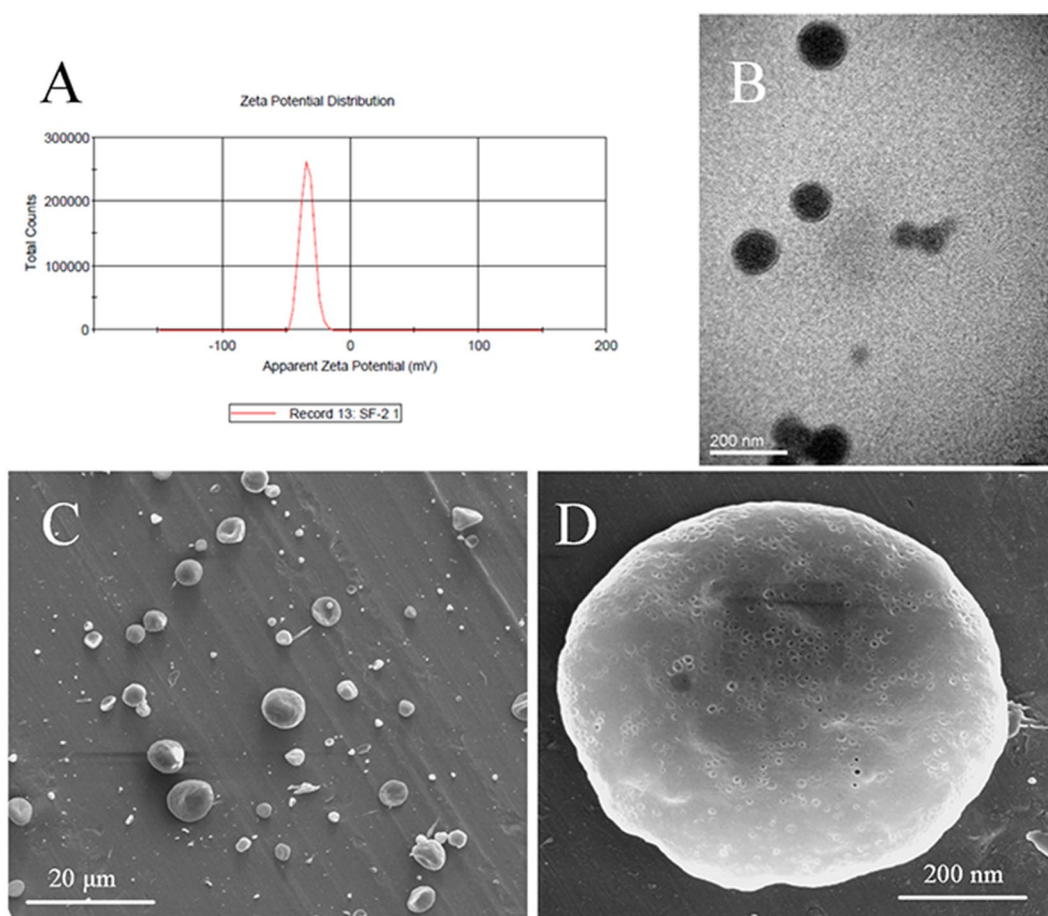 A
Zeta Potential Distribution
300000
200000
100000
0
Total Counts
-100
0
100
200
Apparent Zeta Potential (mV)
Record 13: SF-2 1
B
200 nm
C
20 µm
D
200 nm